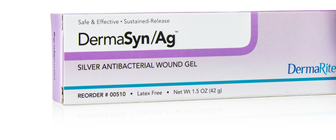 Safe & Effective • Sustained-Release
DermaSyn/Ag™
SILVER ANTIBACTERIAL WOUND GEL
DermaRite
REORDER # 00510 • Latex Free • Net Wt 1.5 OZ (42 g)